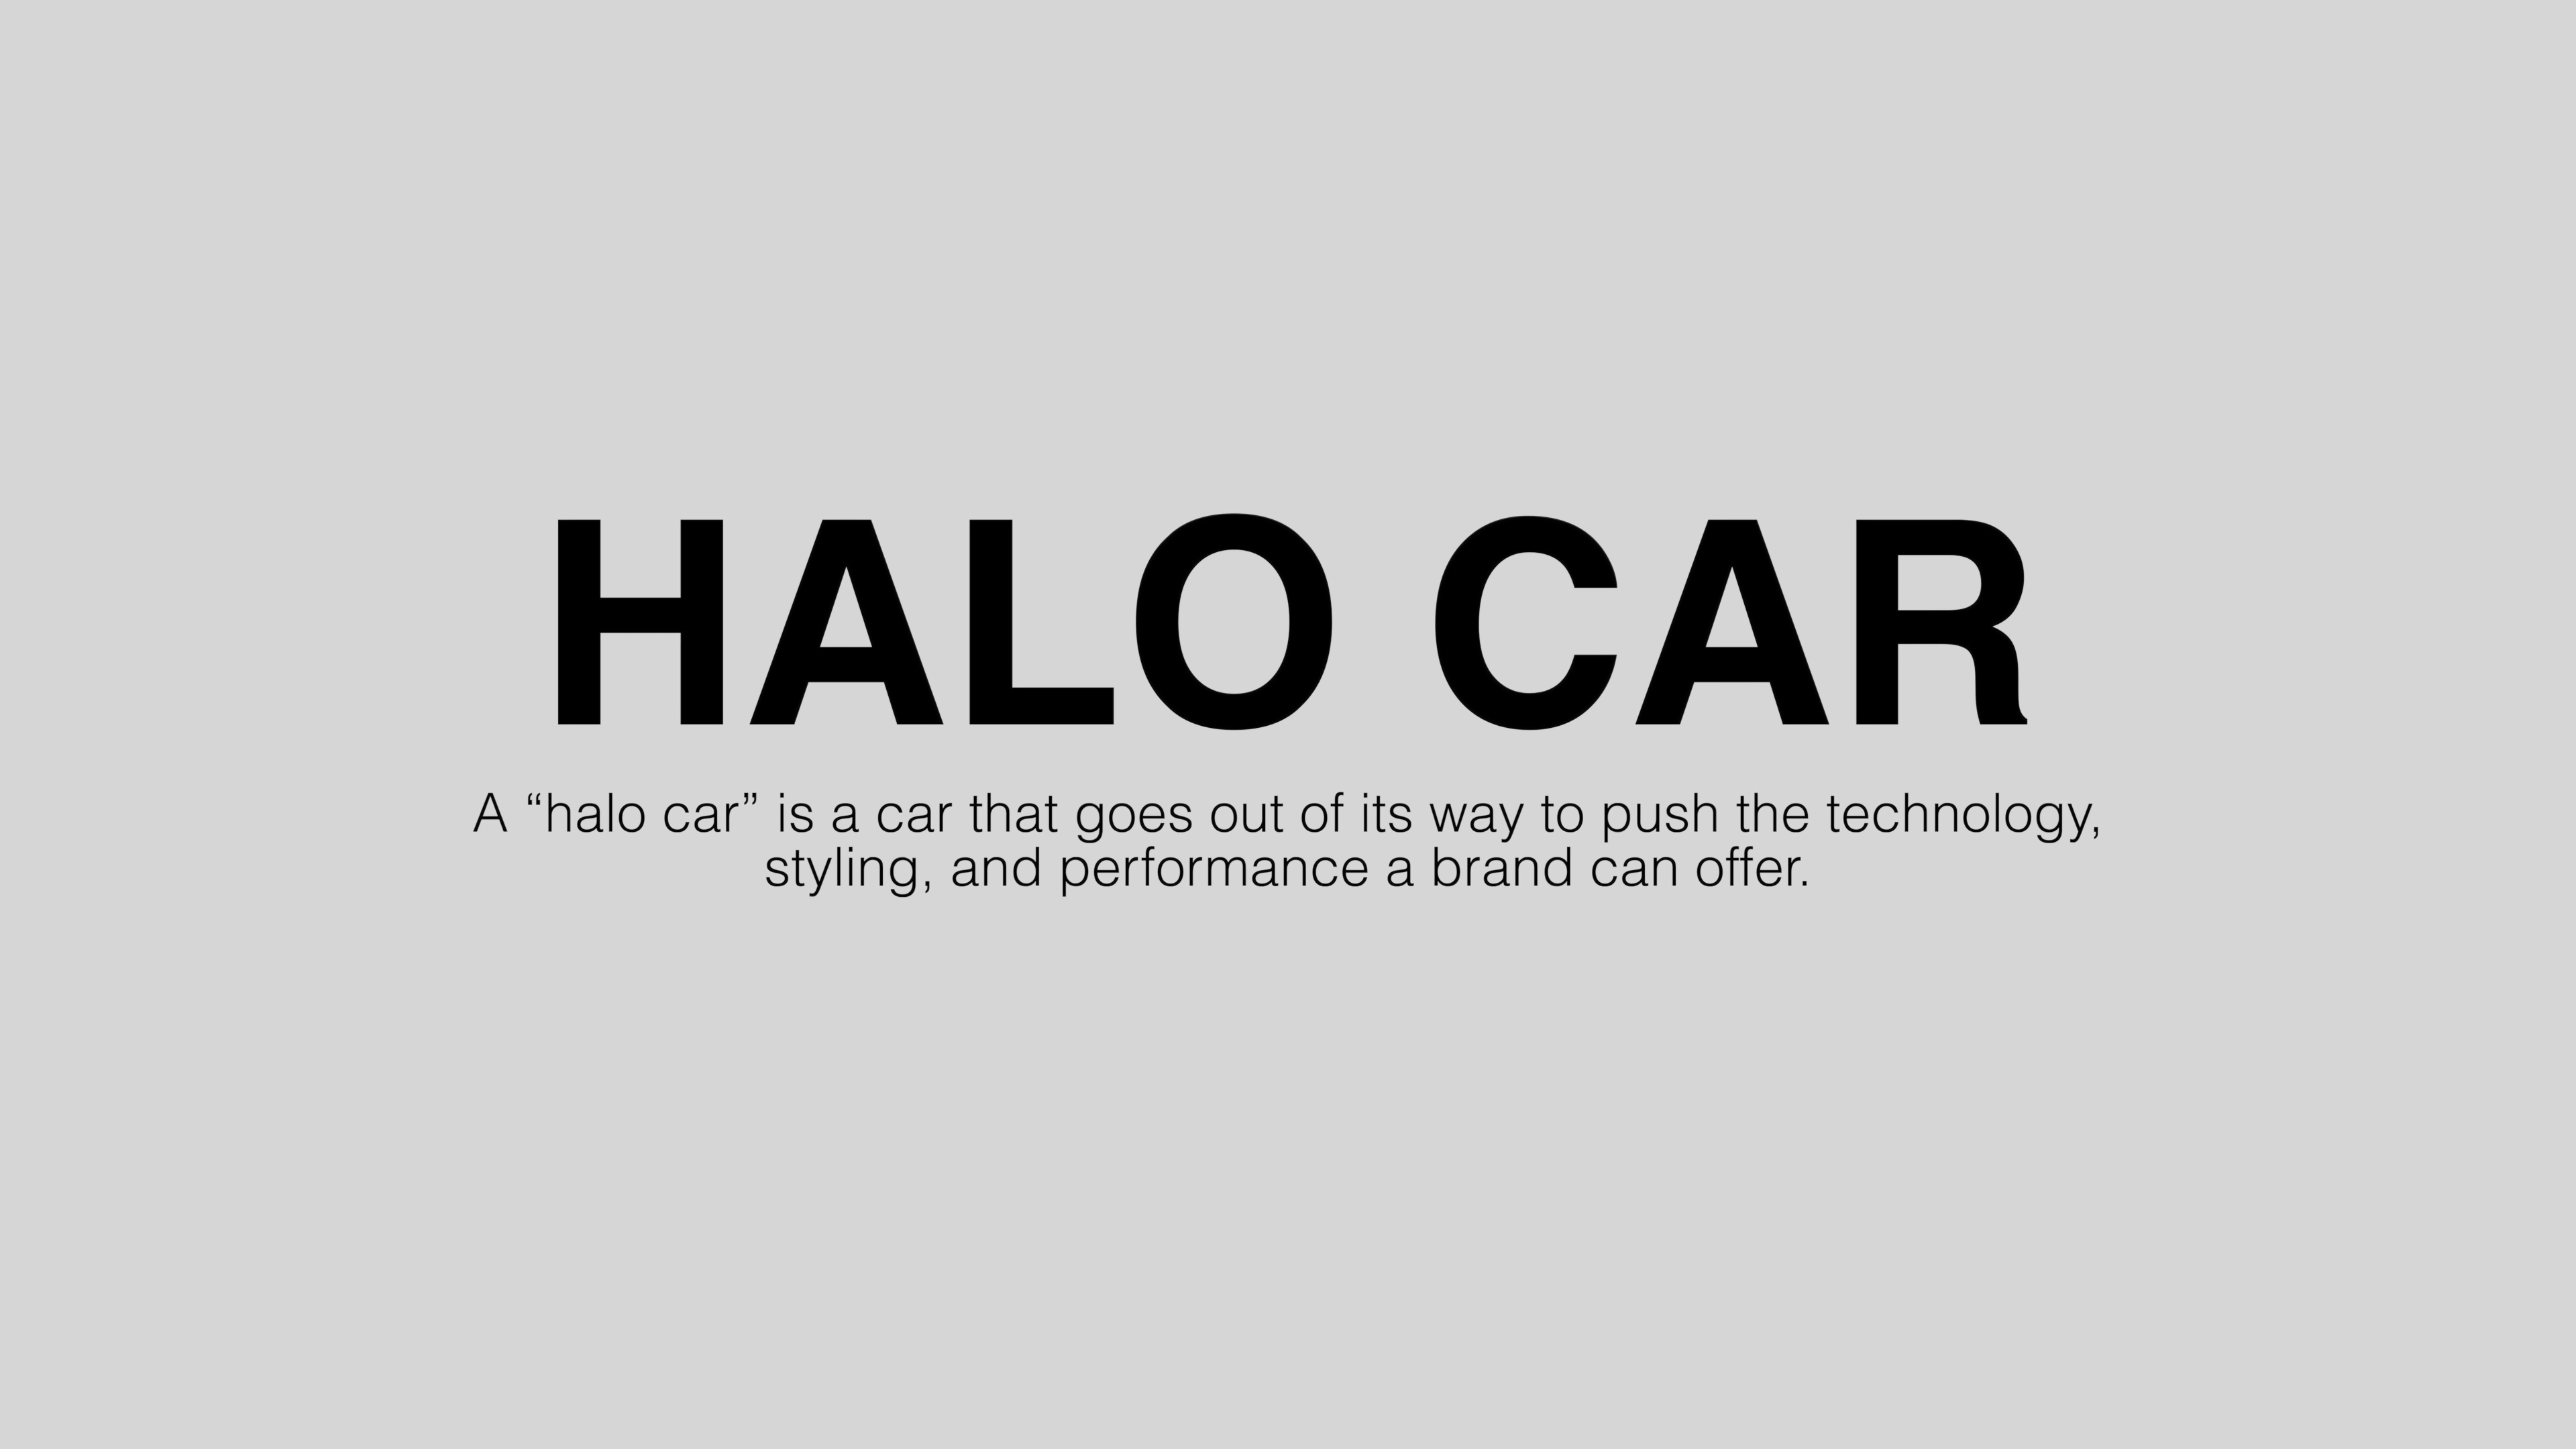 HALO CAR
A “halo car” is a car that goes out of its way to push the technology,
styling, and performance a brand can offer.